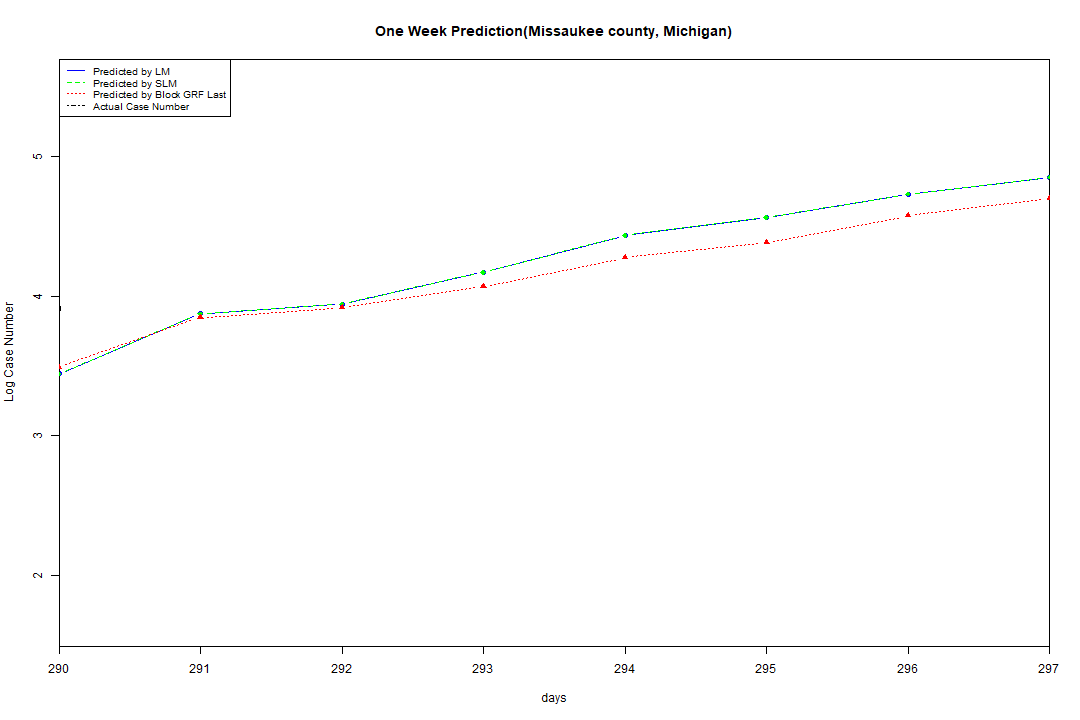 One Week Prediction(Missaukee county, Michigan)
Predicted by LM
Predicted by SLM
Predicted by Block GRF Last
Actual Case Number
5
4
3
2
Log Case Number
290 291 292 293 294 295 296 297
days